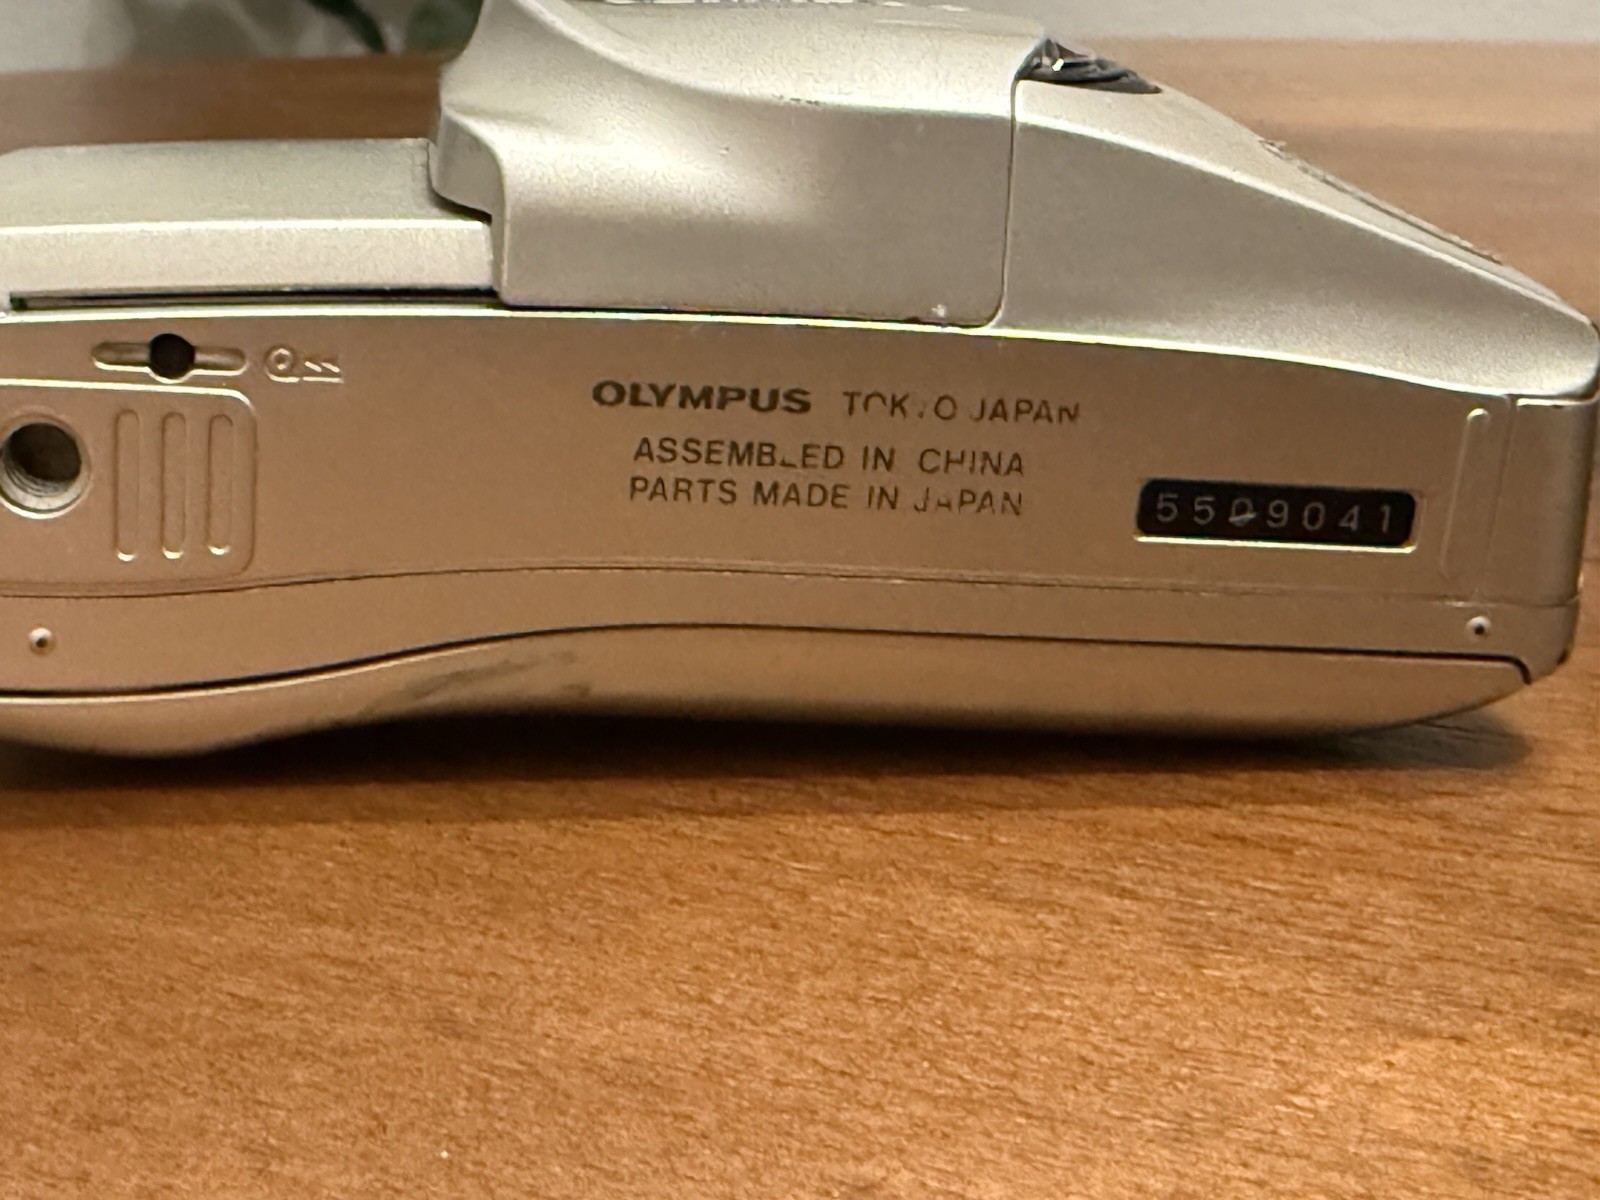 OLYMPUS TOKYO JAPAN
ASSEMBLED IN CHINA
PARTS MADE IN JAPAN
5509041